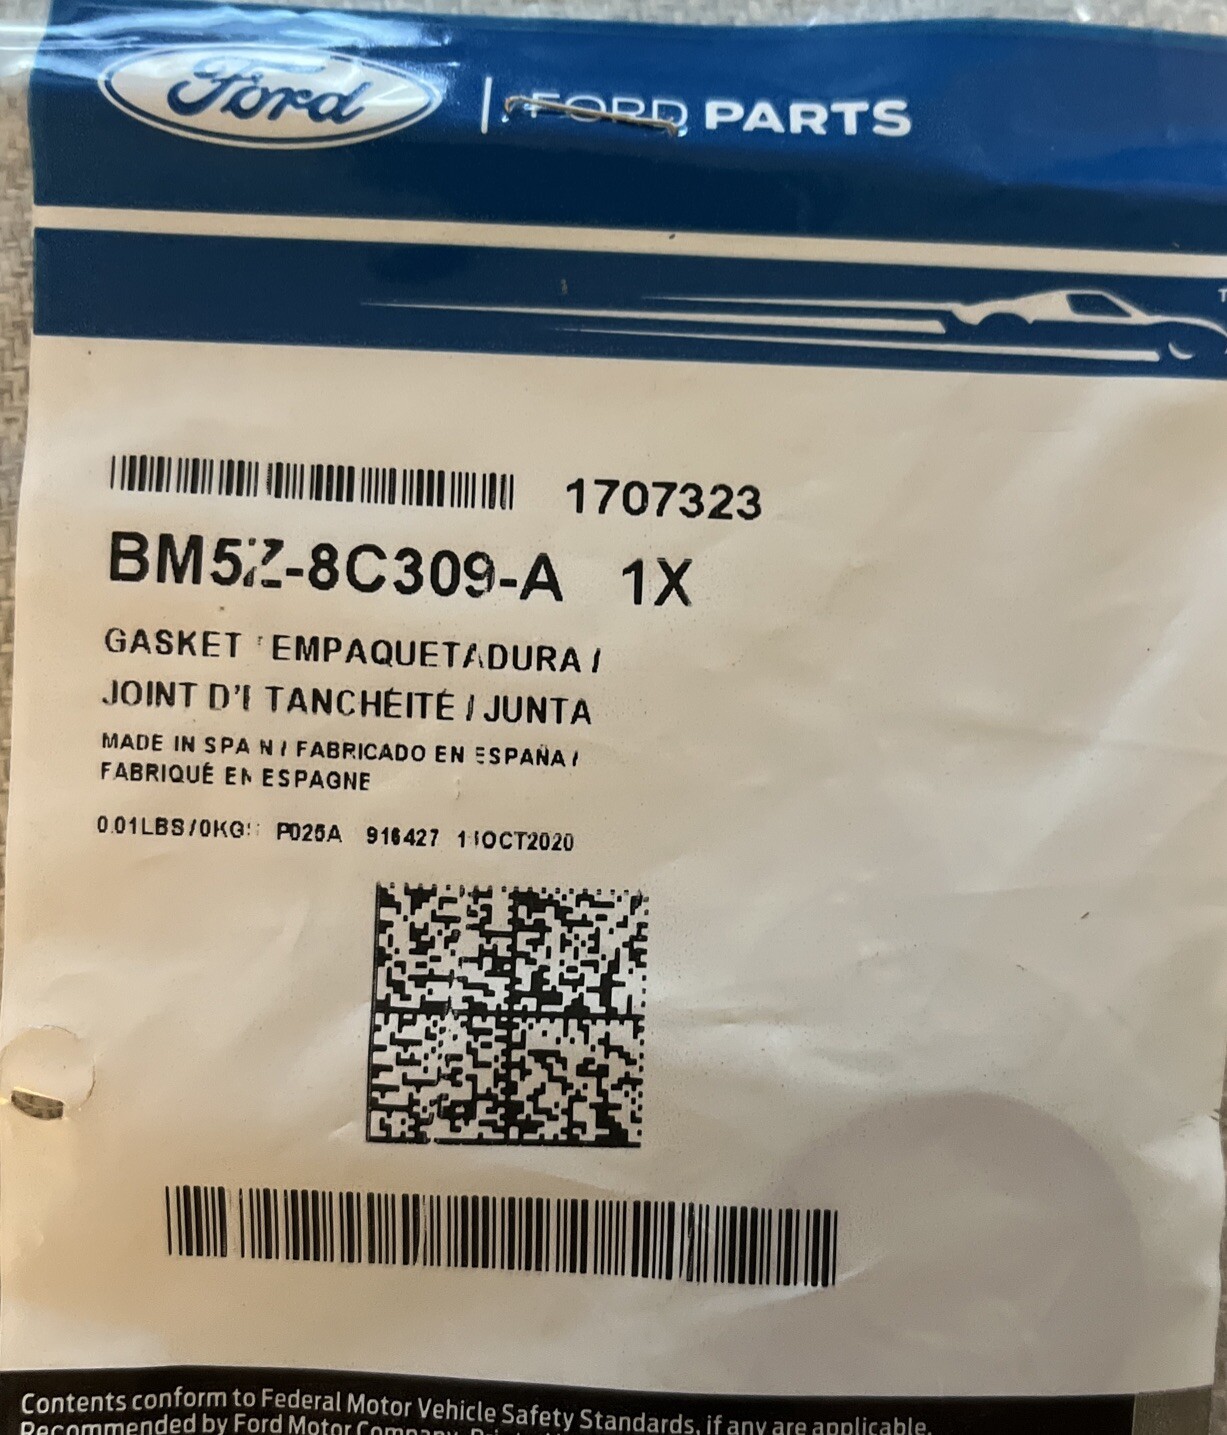 Ford
FORD PARTS
1707323
BM5Z-8C309-A 1X
GASKET / EMPAQUETADURA /
JOINT D'ÉTANCHÉITÉ / JUNTA
MADE IN SPAIN / FABRICADO EN ESPAÑA /
FABRIQUÉ EN ESPAGNE
0.01LBS/0KGS P025A 916427
Contents conform to Federal Motor Vehicle Safety Standards, if any are applicable.
Recommended by Ford Motor Company.